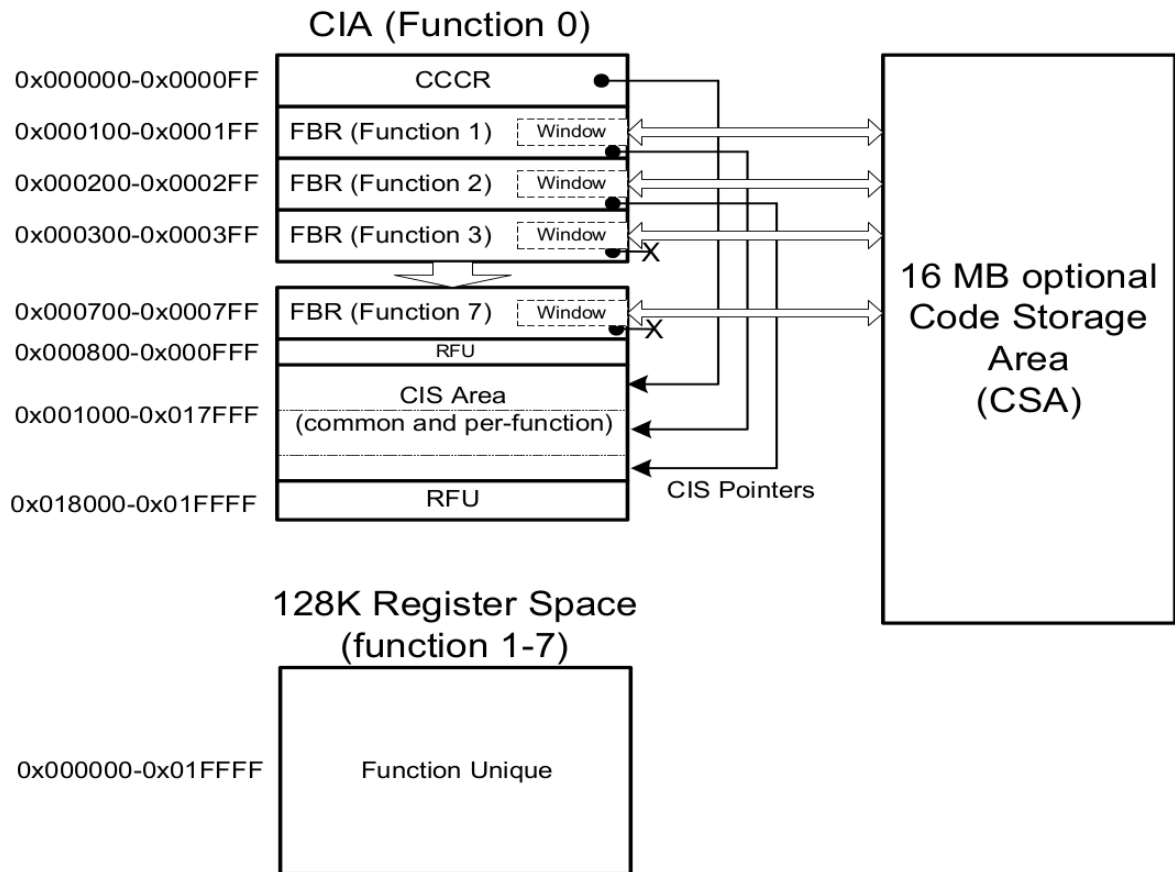 CIA (Function 0)
0x000000-0x0000FF
CCCR
0x000100-0x0001FF
FBR (Function 1)
Window
0x000200-0x0002FF
FBR (Function 2)
Window
0x000300-0x0003FF
FBR (Function 3)
Window
X
0x000700-0x0007FF
FBR (Function 7)
Window
X
0x000800-0x000FFF
RFU
0x001000-0x017FFF
CIS Area
(common and per-function)
0x018000-0x01FFFF
RFU
CIS Pointers
16 MB optional
Code Storage
Area
(CSA)
128K Register Space
(function 1-7)
0x000000-0x01FFFF
Function Unique